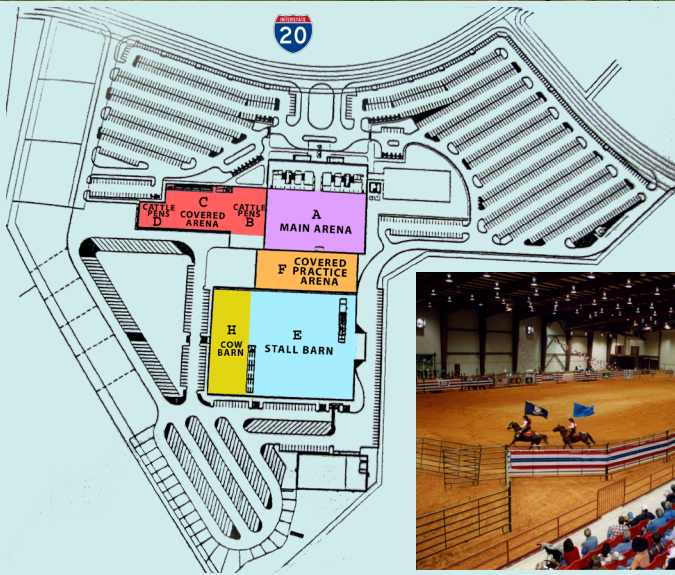 INTERSTATE
20
C
COVERED
ARENA
CATTLE
PENS
D
CATTLE
PENS
B
A
MAIN ARENA
F
COVERED
PRACTICE
ARENA
H
COW
BARN
E
STALL BARN